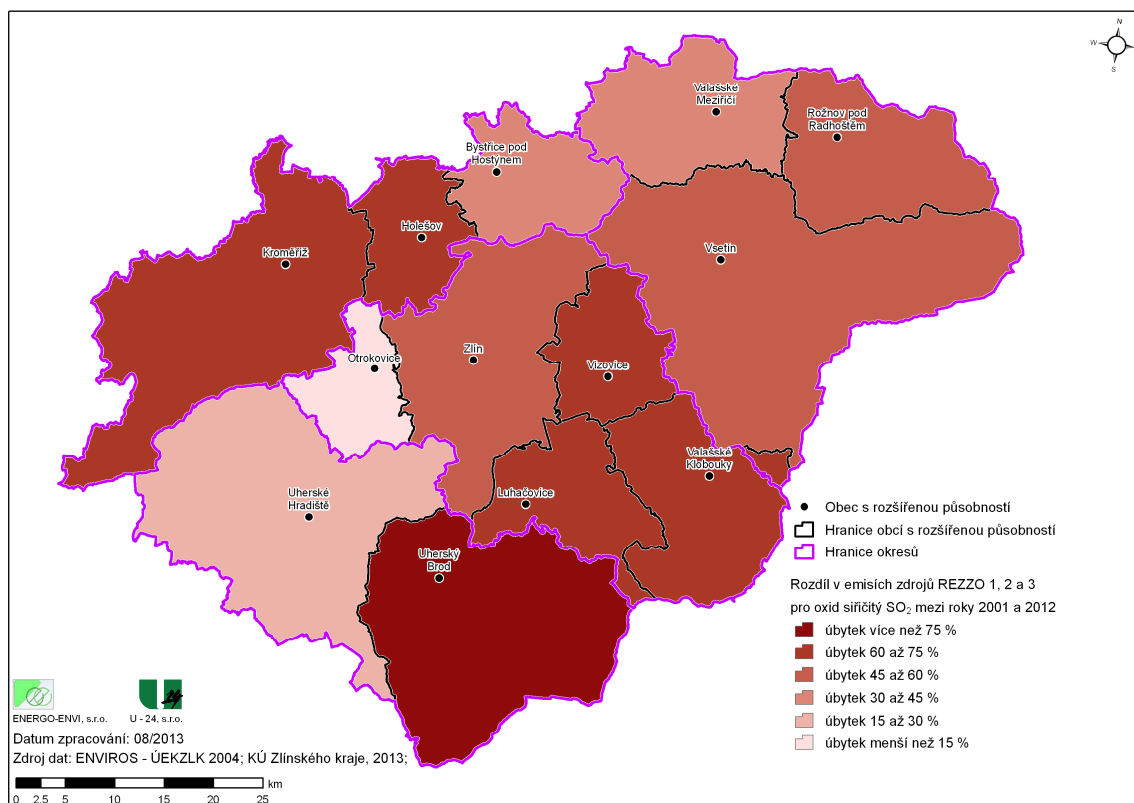 N
W
S
Valašské
Meziříčí
Rožnov pod
Radhoštěm
Bystřice pod
Hostýnem
Holešov
Kroměříž
Vsetín
Otrokovice
Zlín
Vizovice
Valašské
Klobouky
Luhačovice
Uherské
Hradiště
Uherský
Brod
Obec s rozšířenou působností
Hranice obcí s rozšířenou působností
Hranice okresů
Rozdíl v emisích zdrojů REZZO 1, 2 a 3
pro oxid siřičitý SO₂ mezi roky 2001 a 2012
úbytek více než 75 %
úbytek 60 až 75 %
úbytek 45 až 60 %
úbytek 30 až 45 %
úbytek 15 až 30 %
úbytek menší než 15 %
ENERGO-ENVI, s.r.o. U - 24, s.r.o.
Datum zpracování: 08/2013
Zdroj dat: ENVIROS - ÚEKZLK 2004; KÚ Zlínského kraje, 2013;
km
0 2.5 5 10 15 20 25